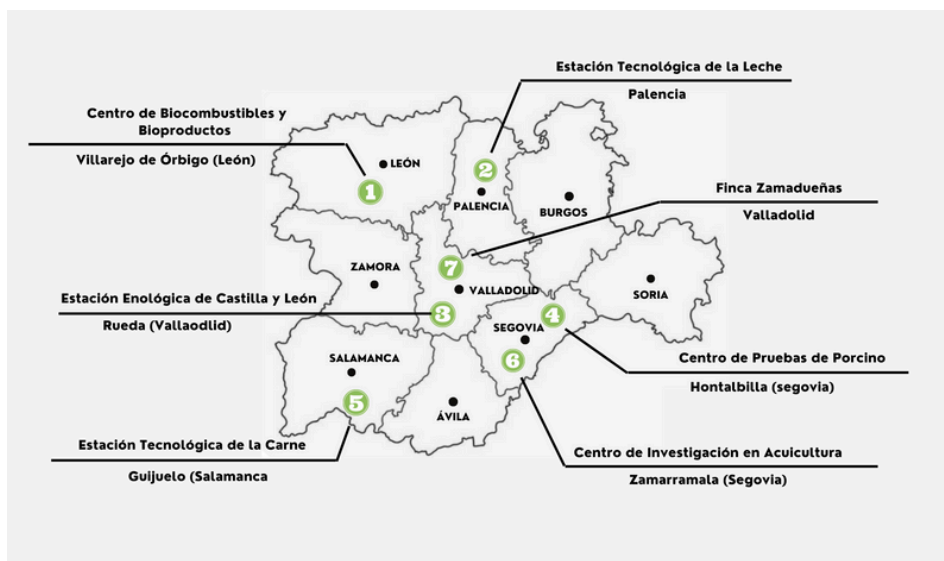 Estación Tecnológica de la Leche
Palencia
Centro de Biocombustibles y
Bioproductos
Villarejo de Órbigo (León)
LEÓN
1
2
PALENCIA
BURGOS
Finca Zamadueñas
Valladolid
ZAMORA
7
VALLADOLID
SORIA
Estación Enológica de Castilla y León
Rueda (Vallaodlid)
3
SEGOVIA
4
6
Centro de Pruebas de Porcino
Hontalbilla (segovia)
SALAMANCA
5
ÁVILA
Estación Tecnológica de la Carne
Guijuelo (Salamanca
Centro de Investigación en Acuicultura
Zamarramala (Segovia)